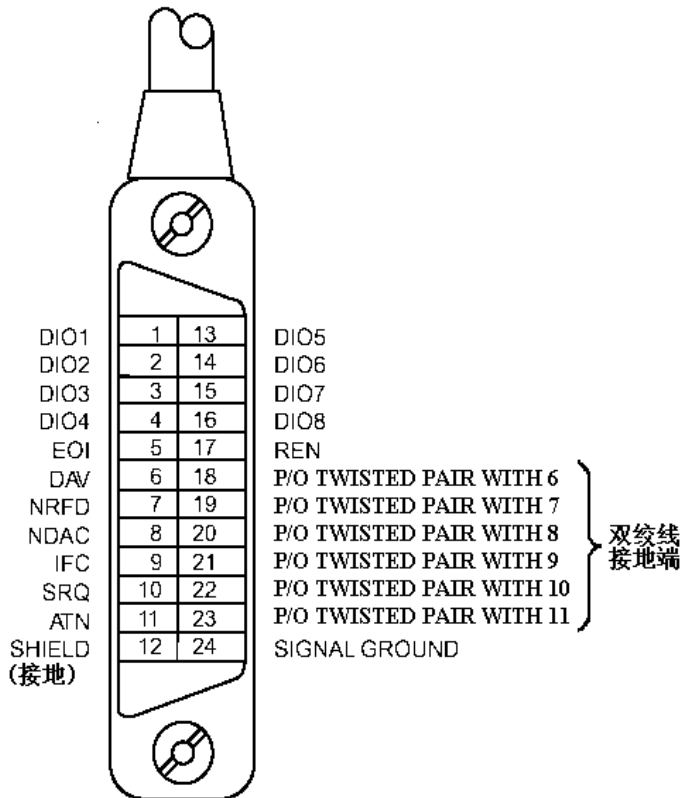 DIO1 1 13 DIO5
DIO2 2 14 DIO6
DIO3 3 15 DIO7
DIO4 4 16 DIO8
EOI 5 17 REN
DAV 6 18 P/O TWISTED PAIR WITH 6
NRFD 7 19 P/O TWISTED PAIR WITH 7
NDAC 8 20 P/O TWISTED PAIR WITH 8
IFC 9 21 P/O TWISTED PAIR WITH 9
SRQ 10 22 P/O TWISTED PAIR WITH 10
ATN 11 23 P/O TWISTED PAIR WITH 11
SHIELD 12 24 SIGNAL GROUND
(接地)
双绞线
接地端